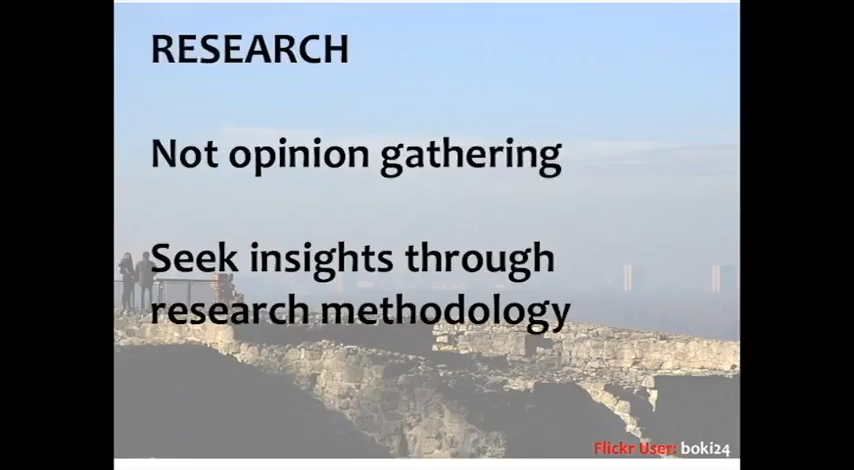 RESEARCH
Not opinion gathering
Seek insights through
research methodology
Flickr User: boki24